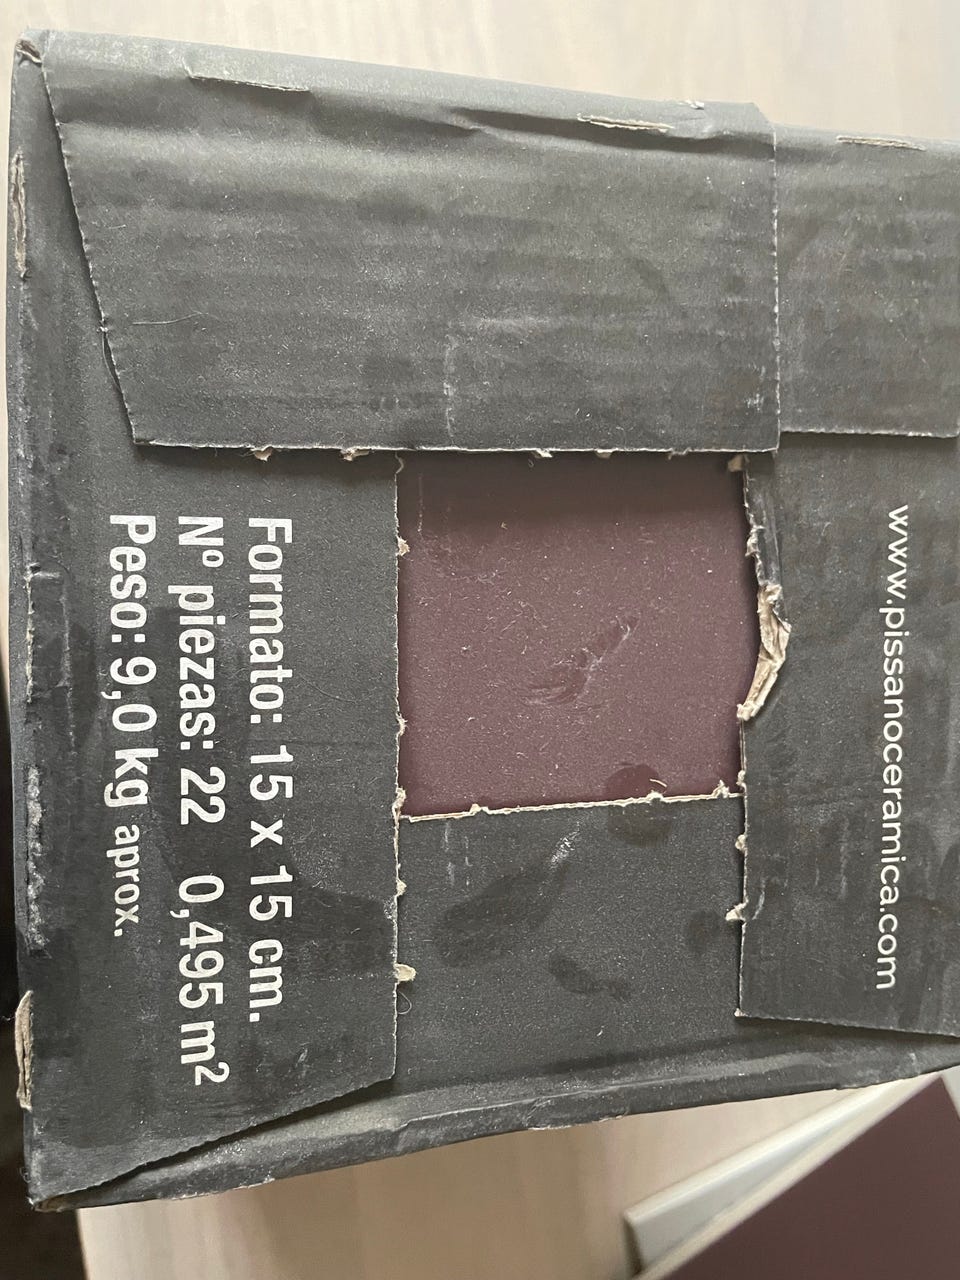 www.pissanoceramica.com
Formato: 15 x 15 cm.
Nº piezas: 22 0,495 m²
Peso: 9,0 kg aprox.